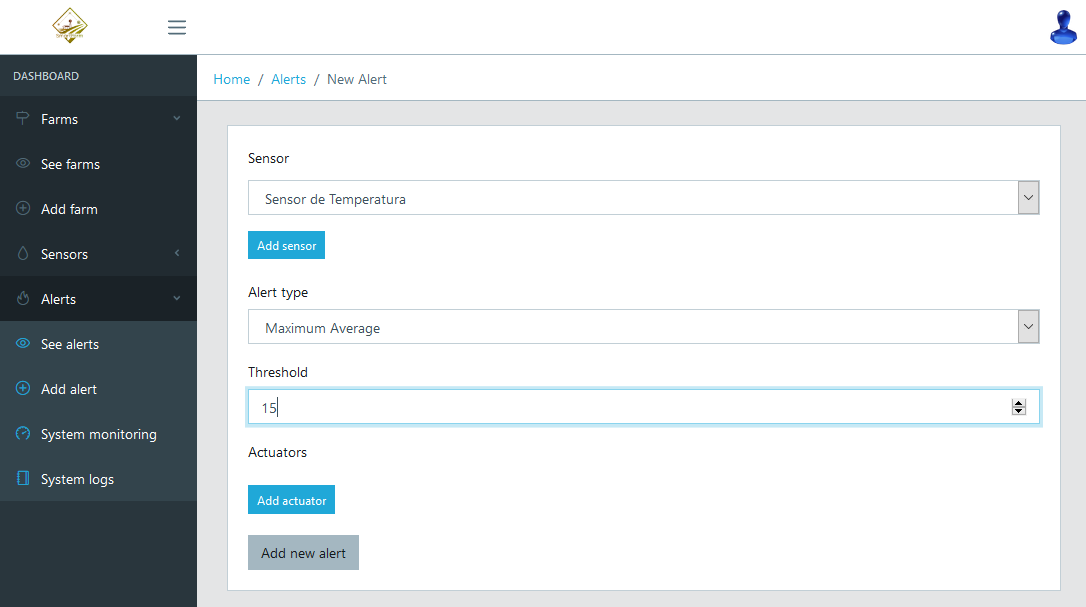 DASHBOARD
Home / Alerts / New Alert
Farms
See farms
Add farm
Sensors
Alerts
See alerts
Add alert
System monitoring
System logs
Sensor
Sensor de Temperatura
Add sensor
Alert type
Maximum Average
Threshold
15
Actuators
Add actuator
Add new alert